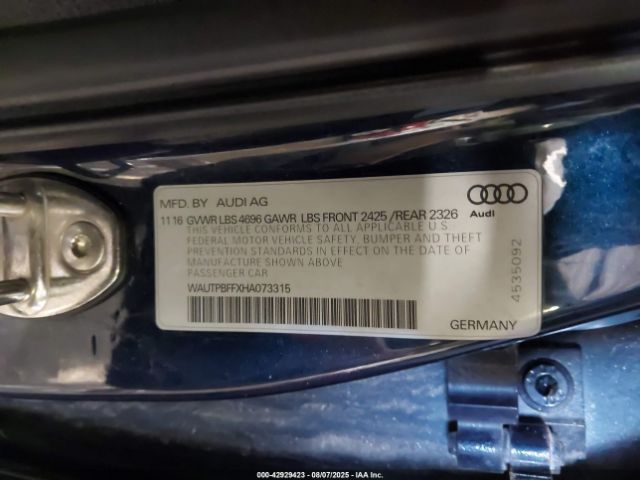 MFD. BY AUDI AG
11 16 GVWR LBS 4696 GAWR LBS FRONT 2425 /REAR 2326
THIS VEHICLE CONFORMS TO ALL APPLICABLE U.S.
FEDERAL MOTOR VEHICLE SAFETY, BUMPER AND THEFT
PREVENTION STANDARDS IN EFFECT ON THE DATE OF
MANUFACTURE SHOWN ABOVE
PASSENGER CAR
WAUTPBFFXHA073315
Audi
4535092
GERMANY
000-42929423 - 08/07/2025 - IAA Inc.